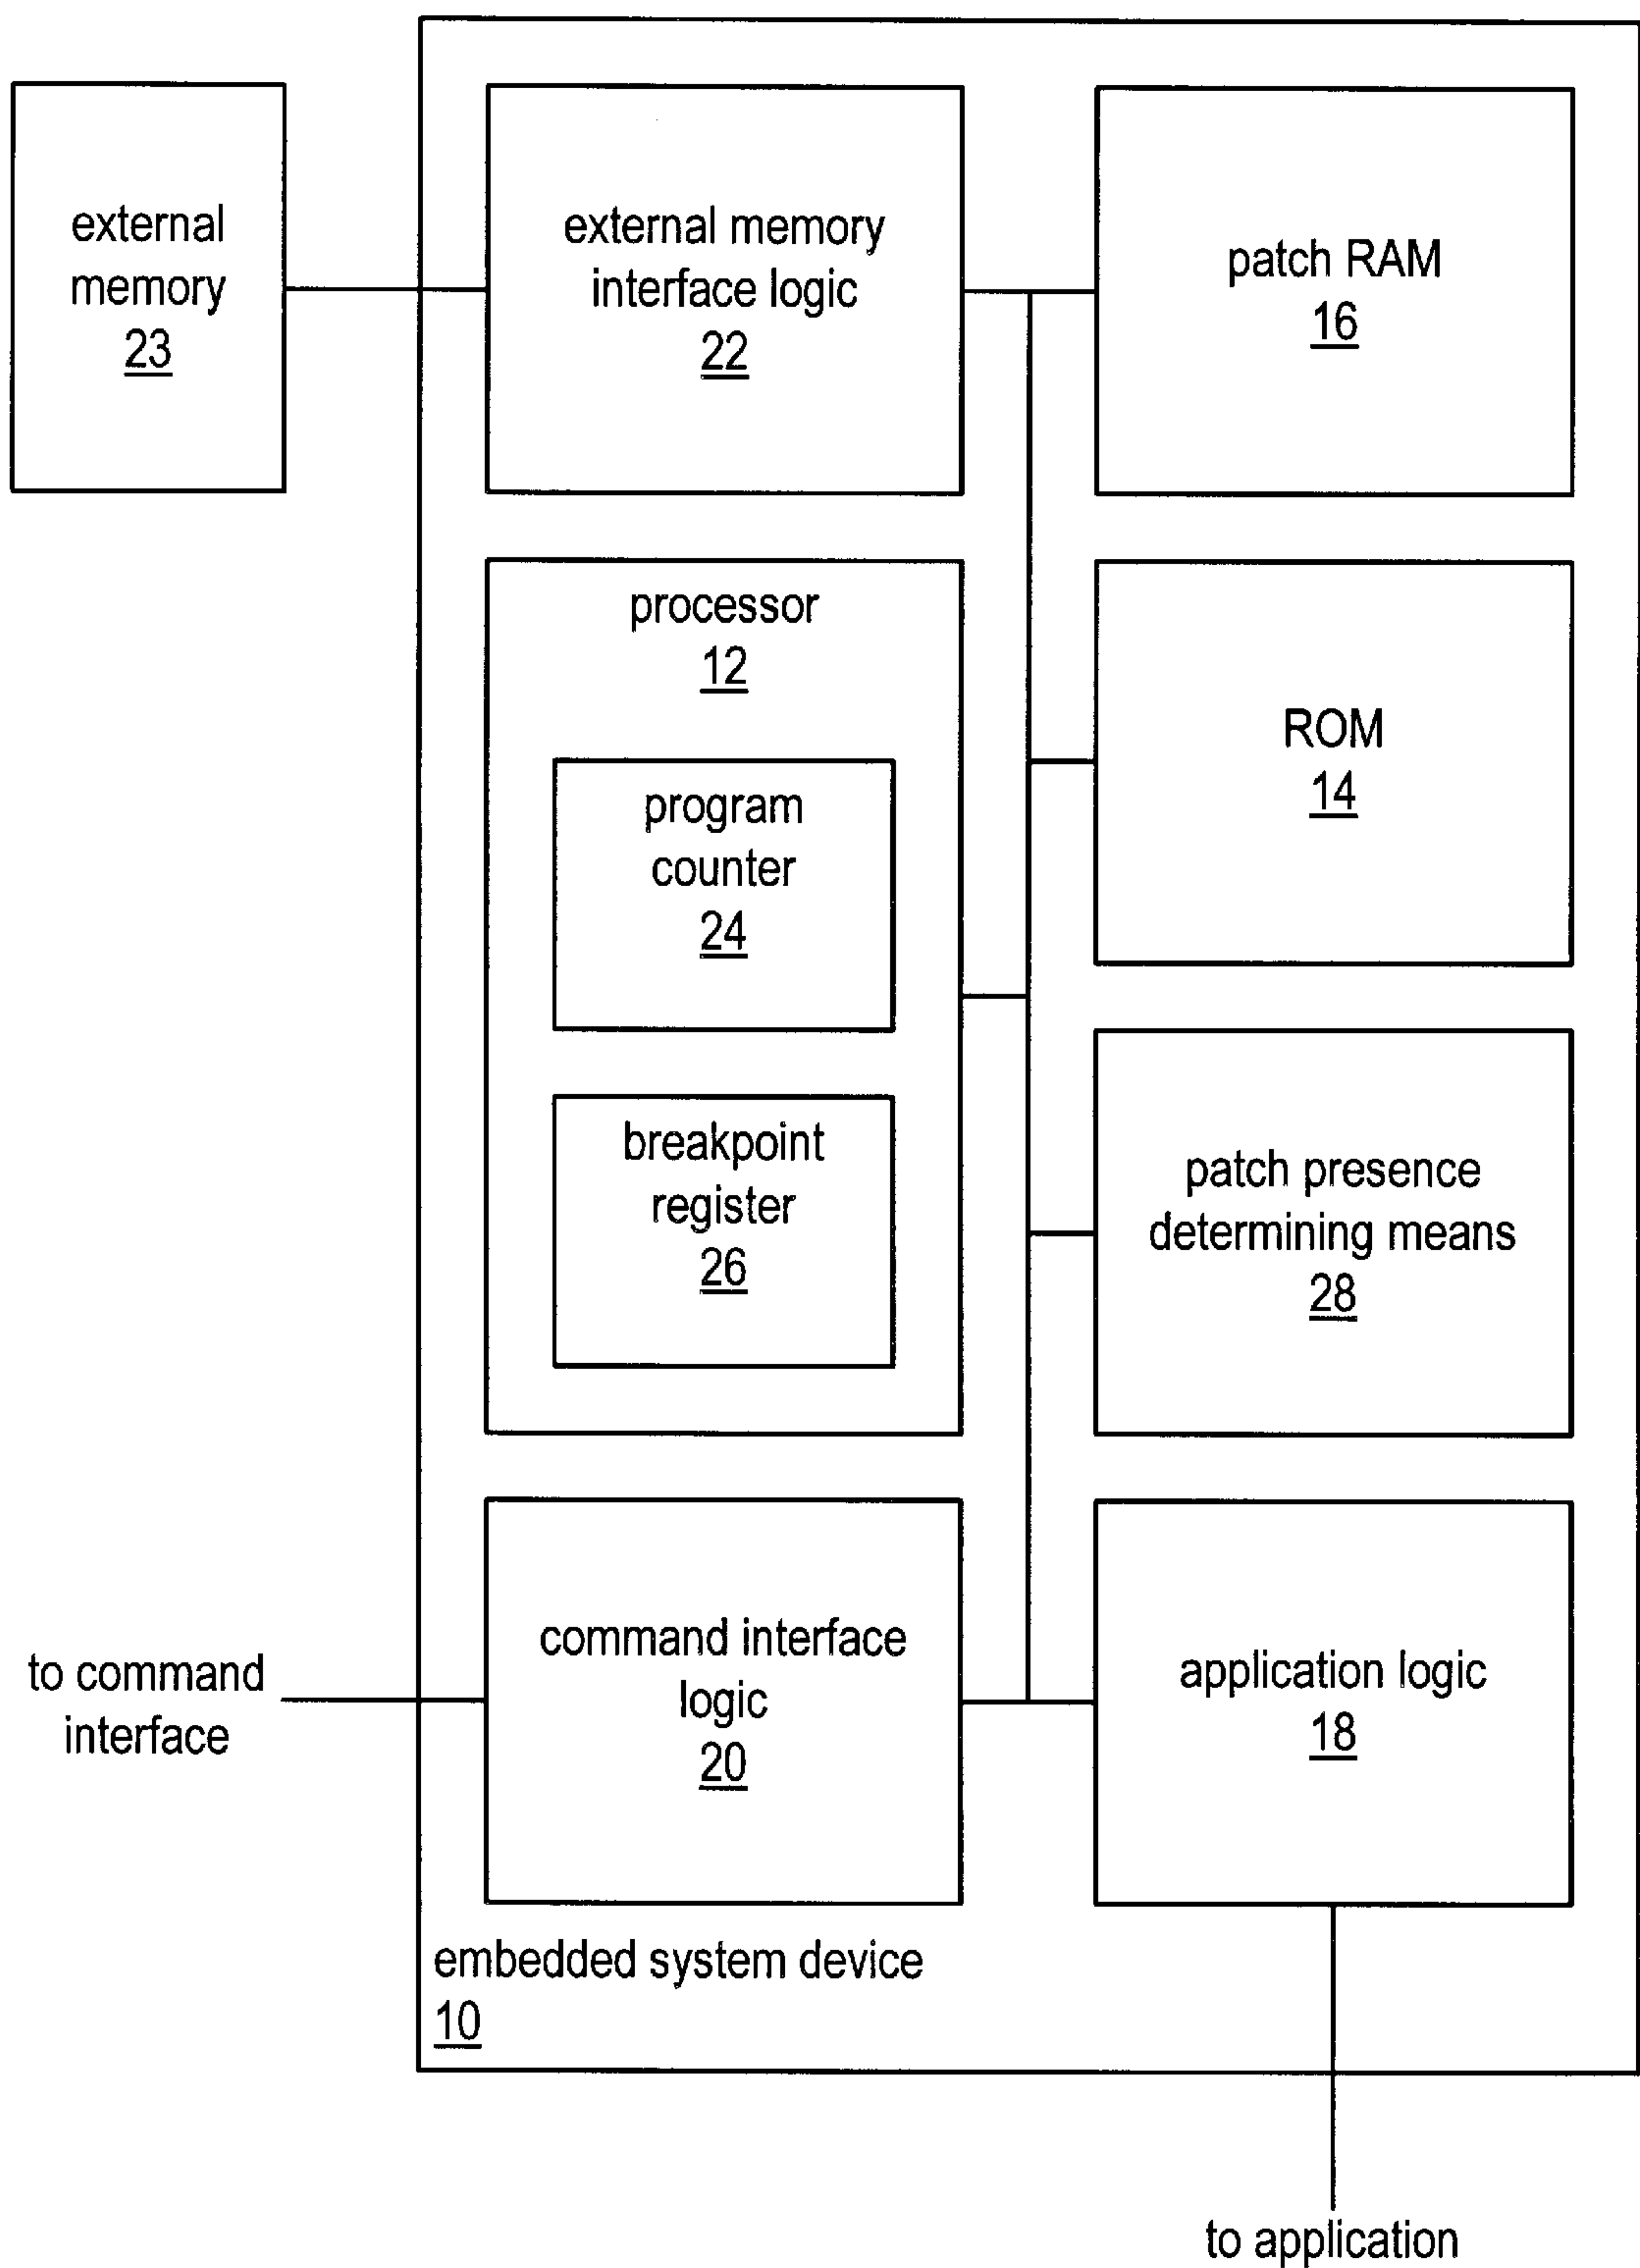 external
memory
23
external memory
interface logic
22
patch RAM
16
processor
12
program
counter
24
breakpoint
register
26
ROM
14
patch presence
determining means
28
to command
interface
command interface
logic
20
application logic
18
embedded system device
10
to application